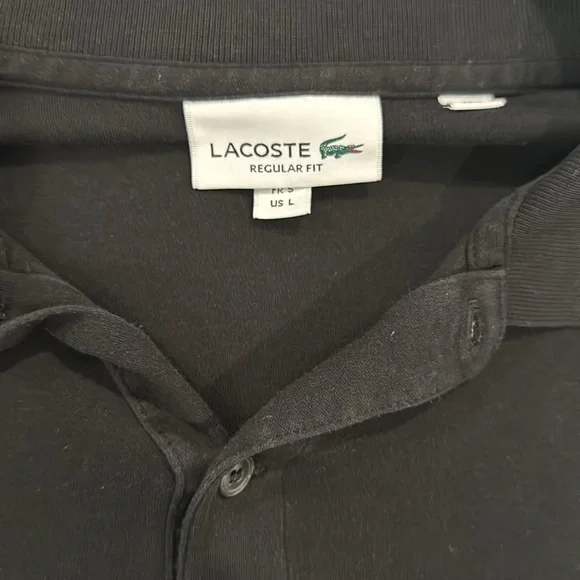 LACOSTE
REGULAR FIT
FR 5
US L